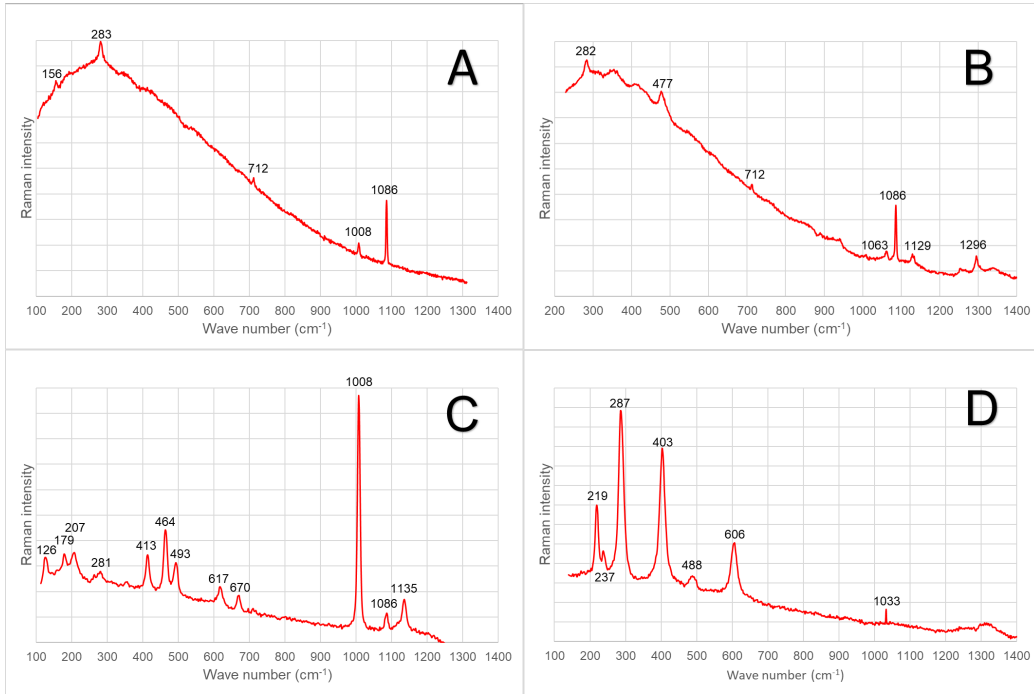 A
283
156
712
1008
1086
Raman intensity
100 200 300 400 500 600 700 800 900 1000 1100 1200 1300 1400
Wave number (cm⁻¹)
B
282
477
712
1086
1063
1129
1296
Raman intensity
200 300 400 500 600 700 800 900 1000 1100 1200 1300 1400
Wave number (cm⁻¹)
C
1008
126
179
207
281
413
464
493
617
670
1086
1135
Raman intensity
100 200 300 400 500 600 700 800 900 1000 1100 1200 1300 1400
Wave number (cm⁻¹)
D
287
403
219
237
488
606
1033
Raman intensity
100 200 300 400 500 600 700 800 900 1000 1100 1200 1300 1400
Wave number (cm⁻¹)